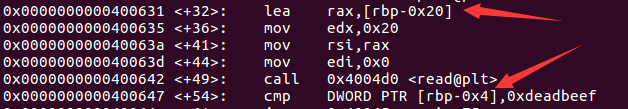 0x0000000000400631 <+32>: lea rax,[rbp-0x20]
0x0000000000400635 <+36>: mov edx,0x20
0x000000000040063a <+41>: mov rsi,rax
0x000000000040063d <+44>: mov edi,0x0
0x0000000000400642 <+49>: call 0x4004d0 <read@plt>
0x0000000000400647 <+54>: cmp DWORD PTR [rbp-0x4],0xdeadbeef